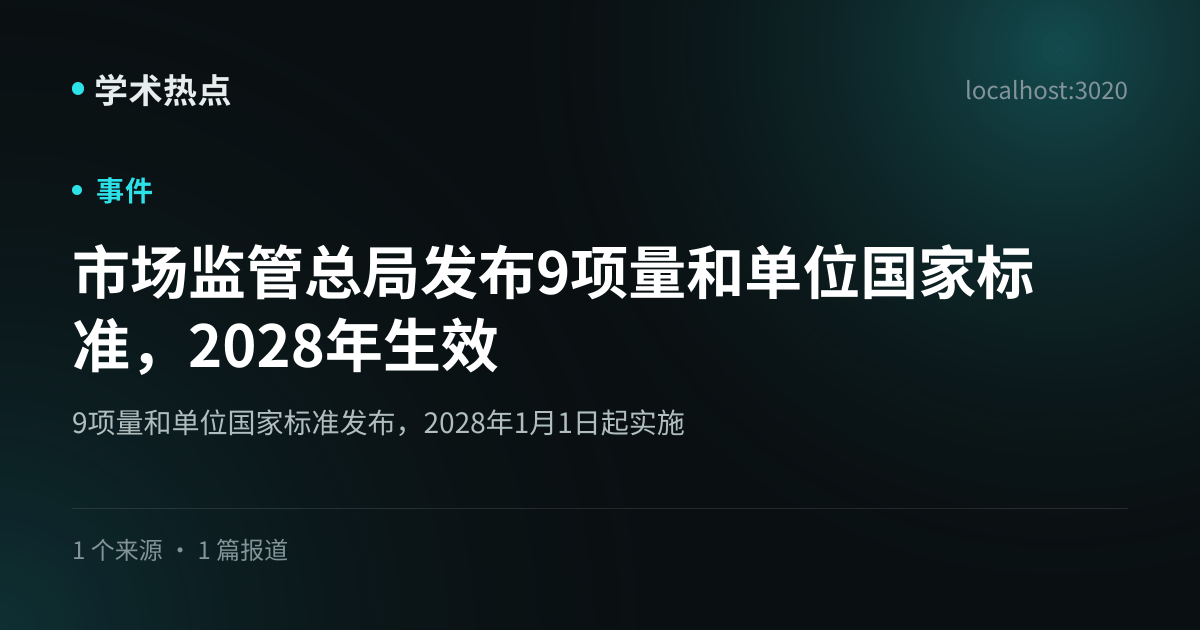 学术热点
localhost:3020
事件
市场监管总局发布9项量和单位国家标
准，2028年生效
9项量和单位国家标准发布，2028年1月1日起实施
1 个来源 · 1 篇报道